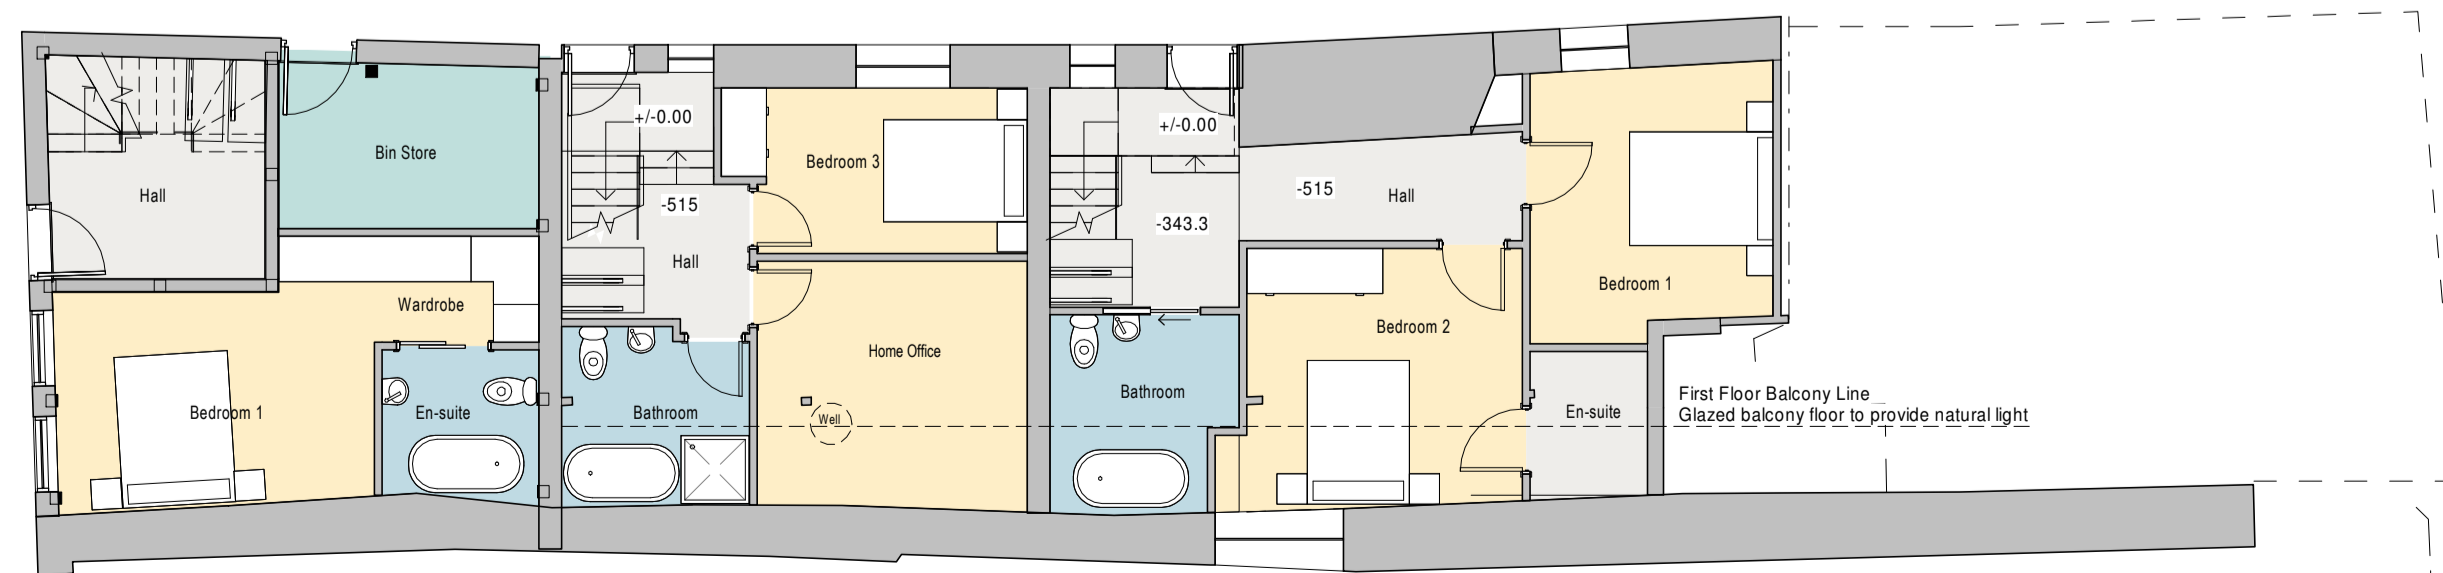 Hall
Bin Store
Wardrobe
Bedroom 1
En-suite
+/-0.00
-515
Hall
Bedroom 3
Home Office
Well
Bathroom
+/-0.00
-343.3
-515
Hall
Bathroom
Bedroom 2
Bedroom 1
En-suite
First Floor Balcony Line
Glazed balcony floor to provide natural light